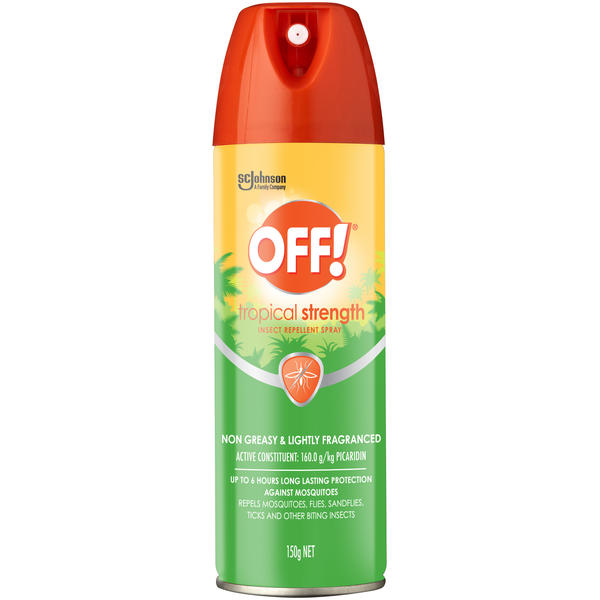 scJohnson
A Family Company
OFF!®
tropical strength
INSECT REPELLENT SPRAY
NON GREASY & LIGHTLY FRAGRANCED
ACTIVE CONSTITUENT: 160.0 g/kg PICARIDIN
UP TO 6 HOURS LONG LASTING PROTECTION
AGAINST MOSQUITOES
REPELS MOSQUITOES, FLIES, SANDFLIES,
TICKS AND OTHER BITING INSECTS
150g NET